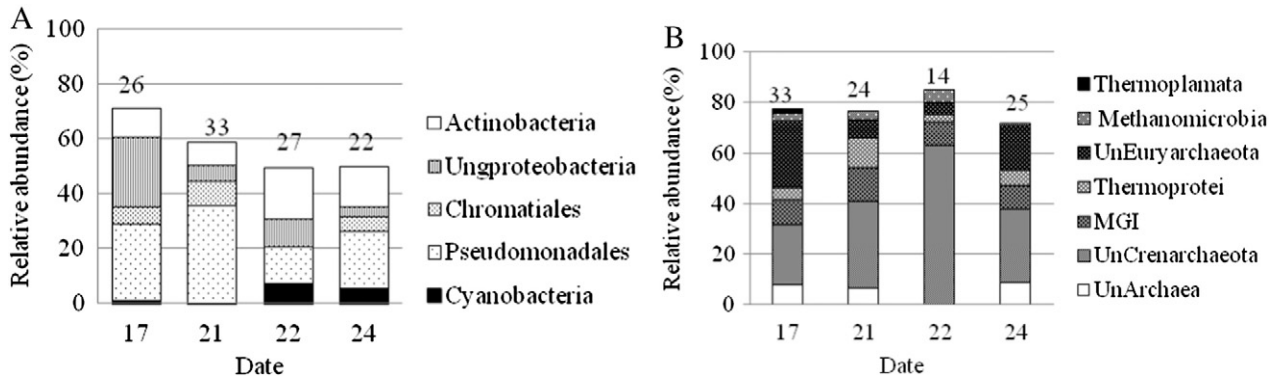 A
Relative abundance (%)
100
80
60
40
20
0
26
33
27
22
17
21
22
24
Date
Actinobacteria
Ungproteobacteria
Chromatiales
Pseudomonadales
Cyanobacteria
B
Relative abundance (%)
100
80
60
40
20
0
33
24
14
25
17
21
22
24
Date
Thermoplamata
Methanomicrobia
UnEuryarchaeota
Thermoprotei
MGI
UnCrenarchaeota
UnArchaea